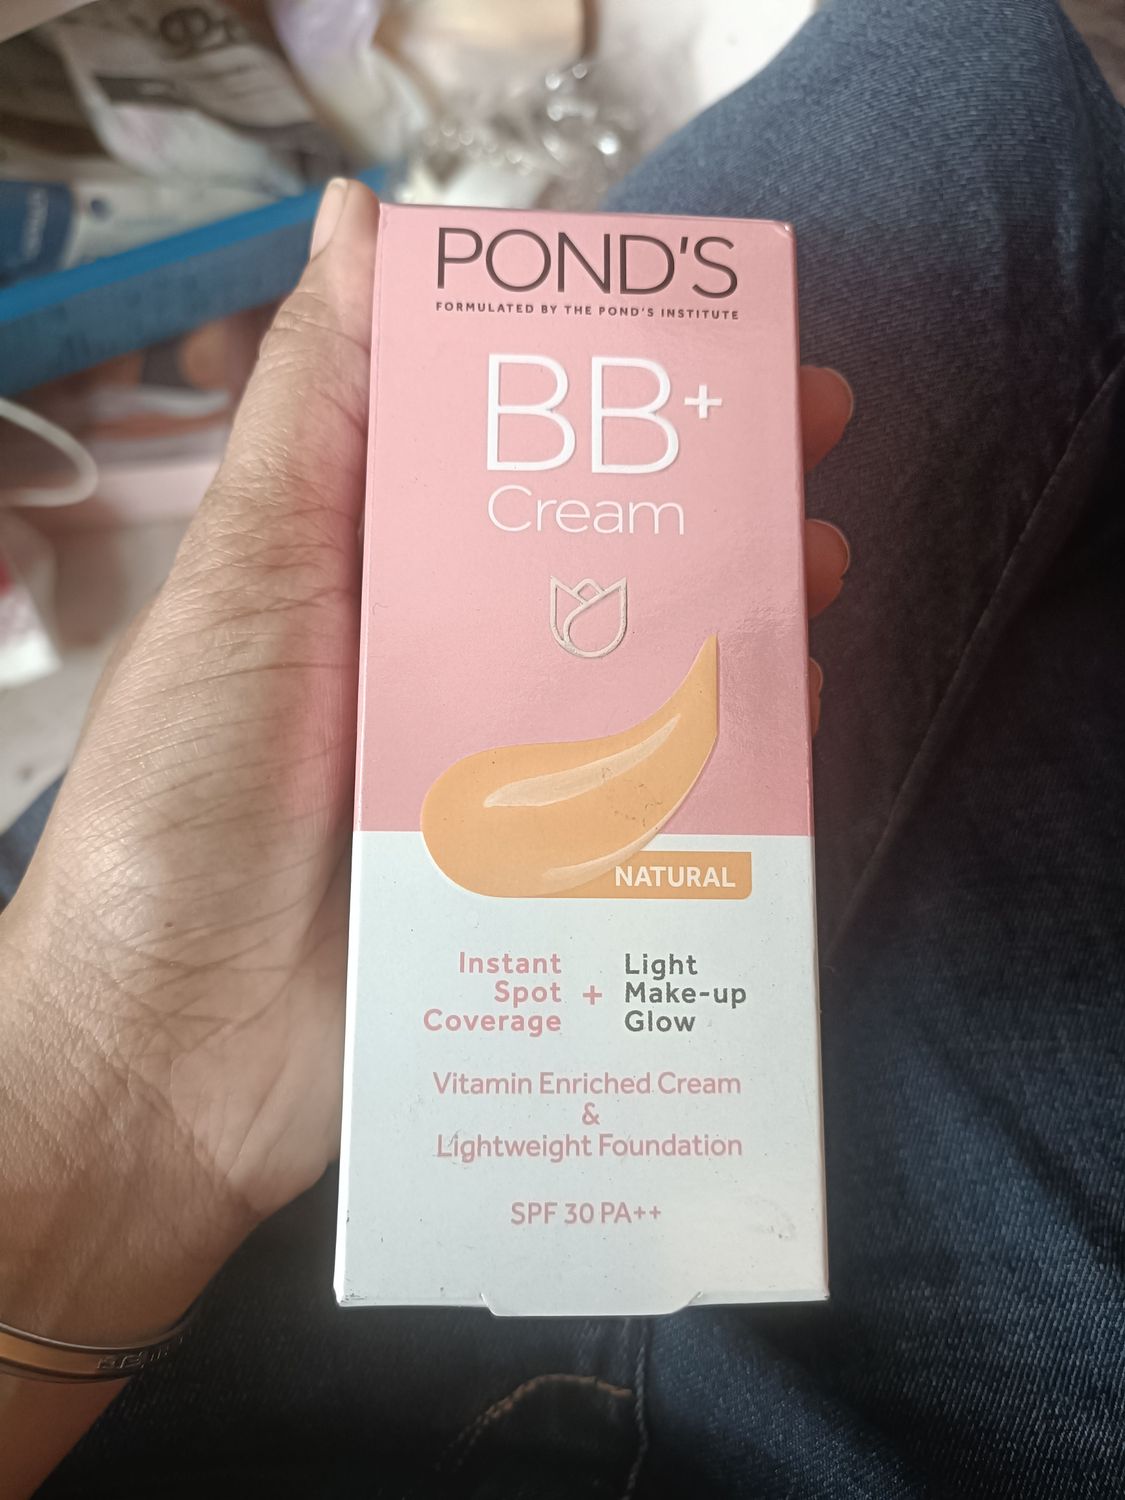 POND'S
FORMULATED BY THE POND'S INSTITUTE
BB+
Cream
NATURAL
Instant
Spot
Coverage
+
Light
Make-up
Glow
Vitamin Enriched Cream
&
Lightweight Foundation
SPF 30 PA++